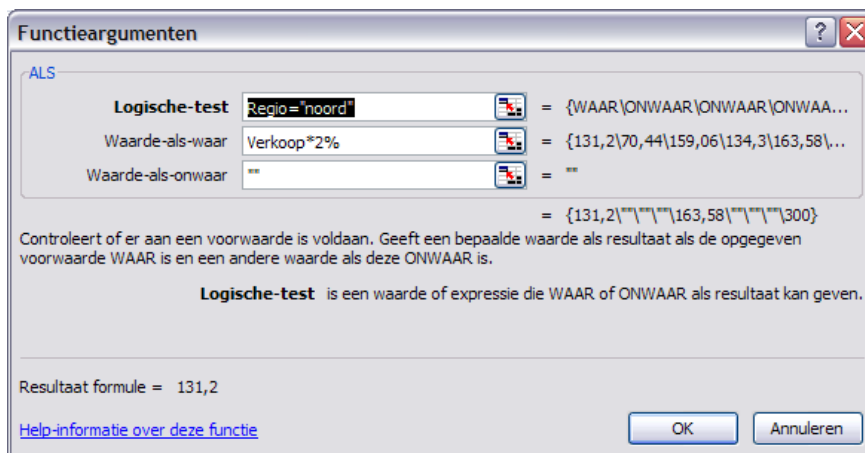 Functieargumenten
ALS
Logische-test Regio="noord" = {WAAR\ONWAAR\ONWAAR\ONWAA...
Waarde-als-waar Verkoop*2% = {131,2\70,44\159,06\134,3\163,58\...
Waarde-als-onwaar "" = ""
= {131,2\""\""\""\163,58\""\""\""\300}
Controleert of er aan een voorwaarde is voldaan. Geeft een bepaalde waarde als resultaat als de opgegeven
voorwaarde WAAR is en een andere waarde als deze ONWAAR is.
Logische-test is een waarde of expressie die WAAR of ONWAAR als resultaat kan geven.
Resultaat formule = 131,2
Help-informatie over deze functie OK Annuleren